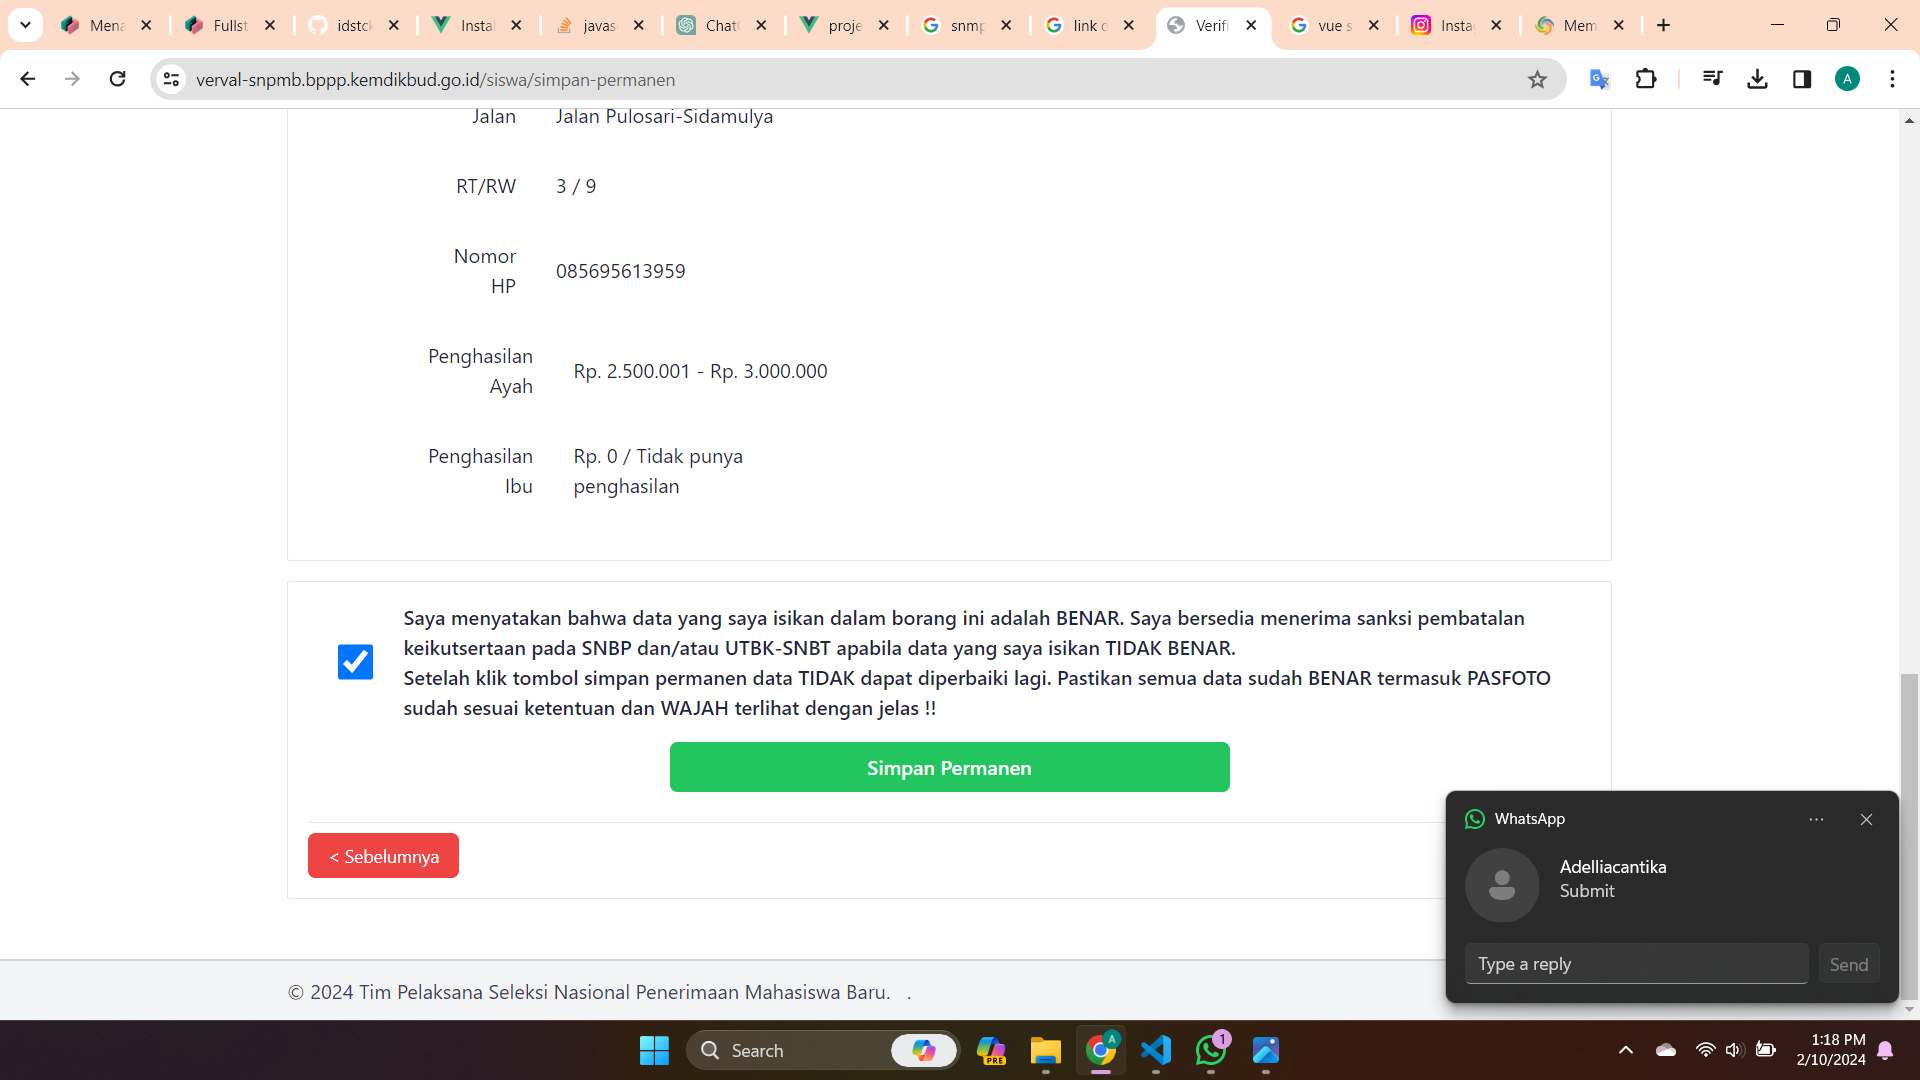 Mena
Fullst
idstck
Instal
javas
Chat
proje
snmp
link d
Verifi
vue s
Insta
Mem
verval-snpmb.bppp.kemdikbud.go.id/siswa/simpan-permanen
A
Jalan
Jalan Pulosari-Sidamulya
RT/RW
3 / 9
Nomor
HP
085695613959
Penghasilan
Ayah
Rp. 2.500.001 - Rp. 3.000.000
Penghasilan
Ibu
Rp. 0 / Tidak punya
penghasilan
Saya menyatakan bahwa data yang saya isikan dalam borang ini adalah BENAR. Saya bersedia menerima sanksi pembatalan
keikutsertaan pada SNBP dan/atau UTBK-SNBT apabila data yang saya isikan TIDAK BENAR.
Setelah klik tombol simpan permanen data TIDAK dapat diperbaiki lagi. Pastikan semua data sudah BENAR termasuk PASFOTO
sudah sesuai ketentuan dan WAJAH terlihat dengan jelas !!
Simpan Permanen
< Sebelumnya
WhatsApp
Adelliacantika
Submit
Type a reply
Send
© 2024 Tim Pelaksana Seleksi Nasional Penerimaan Mahasiswa Baru. .
Search
PRE
A
1
1:18 PM
2/10/2024